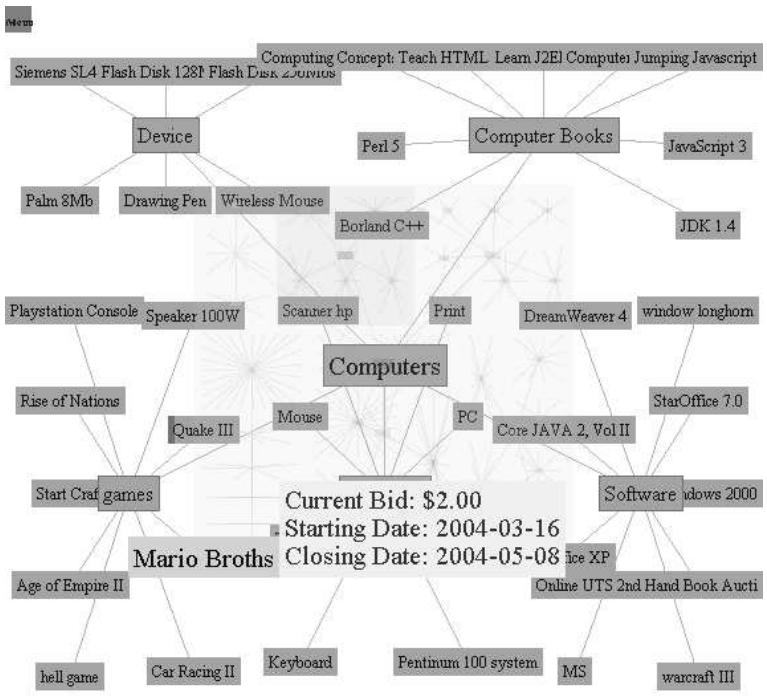 Menu
Computing Concept Teach HTML Learn J2E Computer Jumping Javascript
Siemens SL4 Flash Disk 128M Flash Disk 256Mbs
Device
Computer Books
Perl 5
JavaScript 3
Palm 8Mb
Drawing Pen
Wireless Mouse
Borland C++
JDK 1.4
Playstation Console
Speaker 100W
Scanner hp
Print
DreamWeaver 4
window longhorn
Computers
Rise of Nations
StarOffice 7.0
Quake III
Mouse
PC
Core JAVA 2, Vol II
Start Craf
games
Software
dows 2000
Current Bid: $2.00
Starting Date: 2004-03-16
Closing Date: 2004-05-08
Mario Broths
fice XP
Age of Empire II
Online UTS 2nd Hand Book Aucti
hell game
Car Racing II
Keyboard
Pentinum 100 system
MS
warcraft III